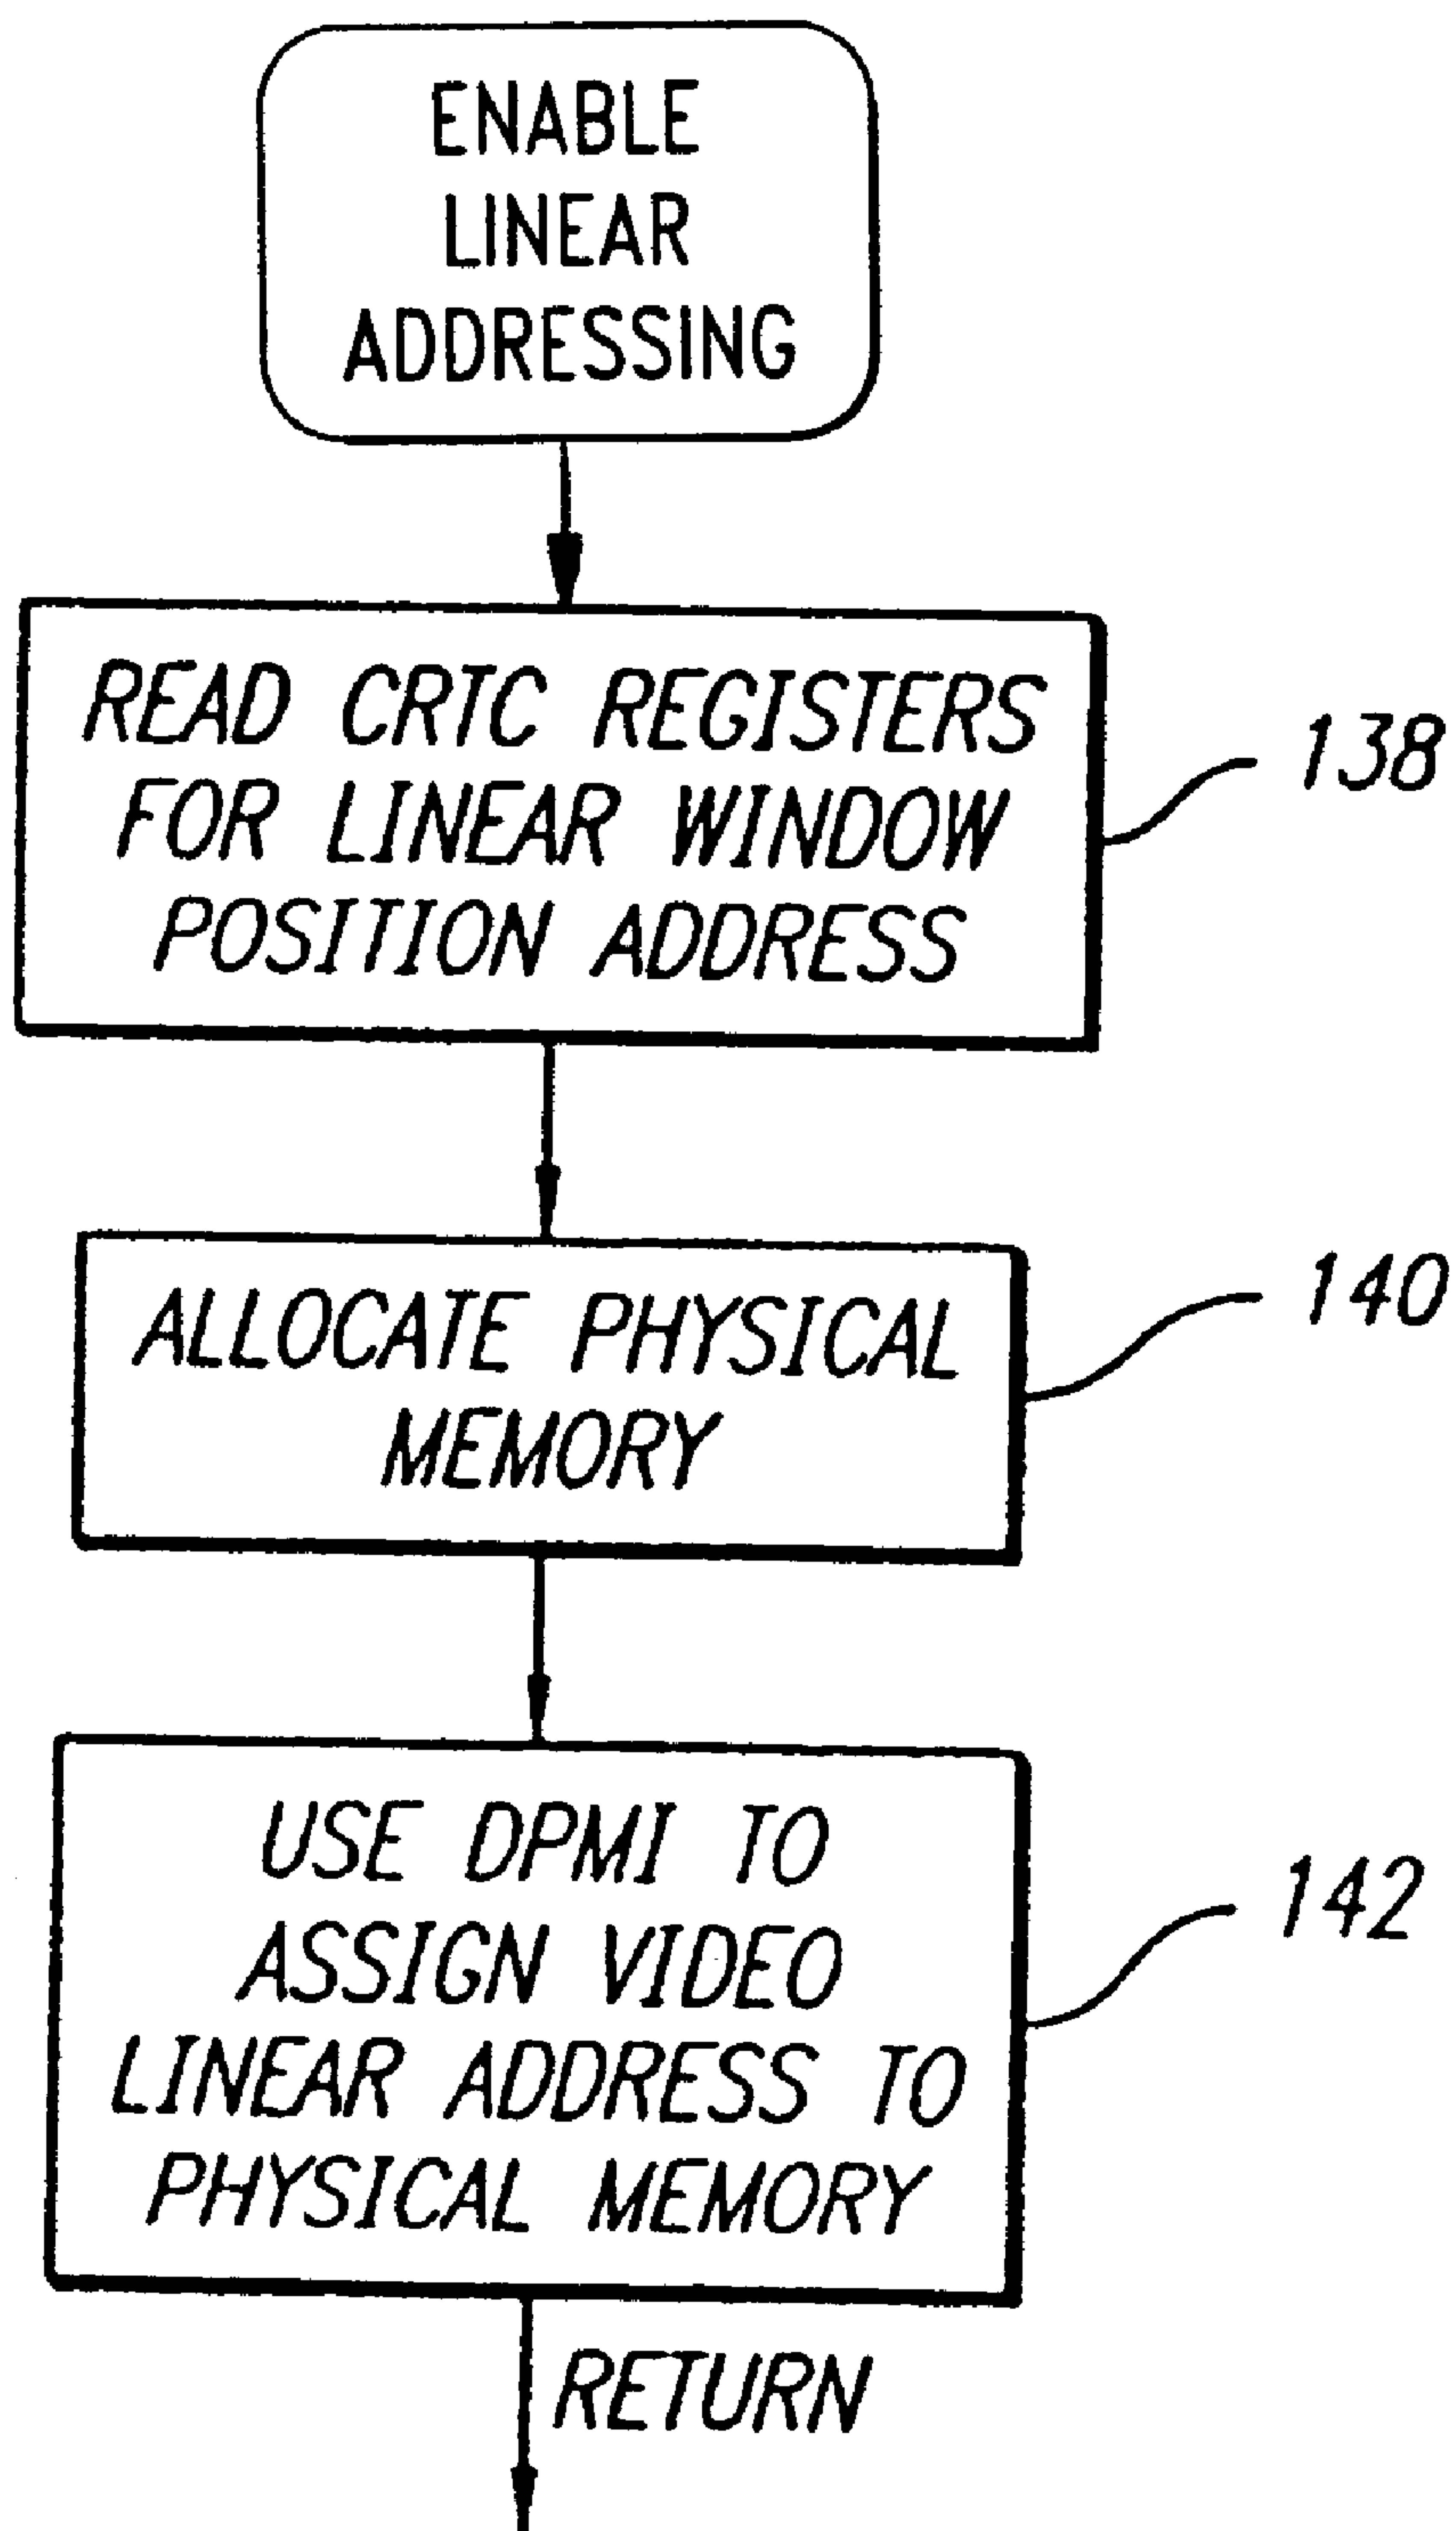 ENABLE
LINEAR
ADDRESSING
READ CRTC REGISTERS
FOR LINEAR WINDOW
POSITION ADDRESS
138
ALLOCATE PHYSICAL
MEMORY
140
USE DPMI TO
ASSIGN VIDEO
LINEAR ADDRESS TO
PHYSICAL MEMORY
142
RETURN